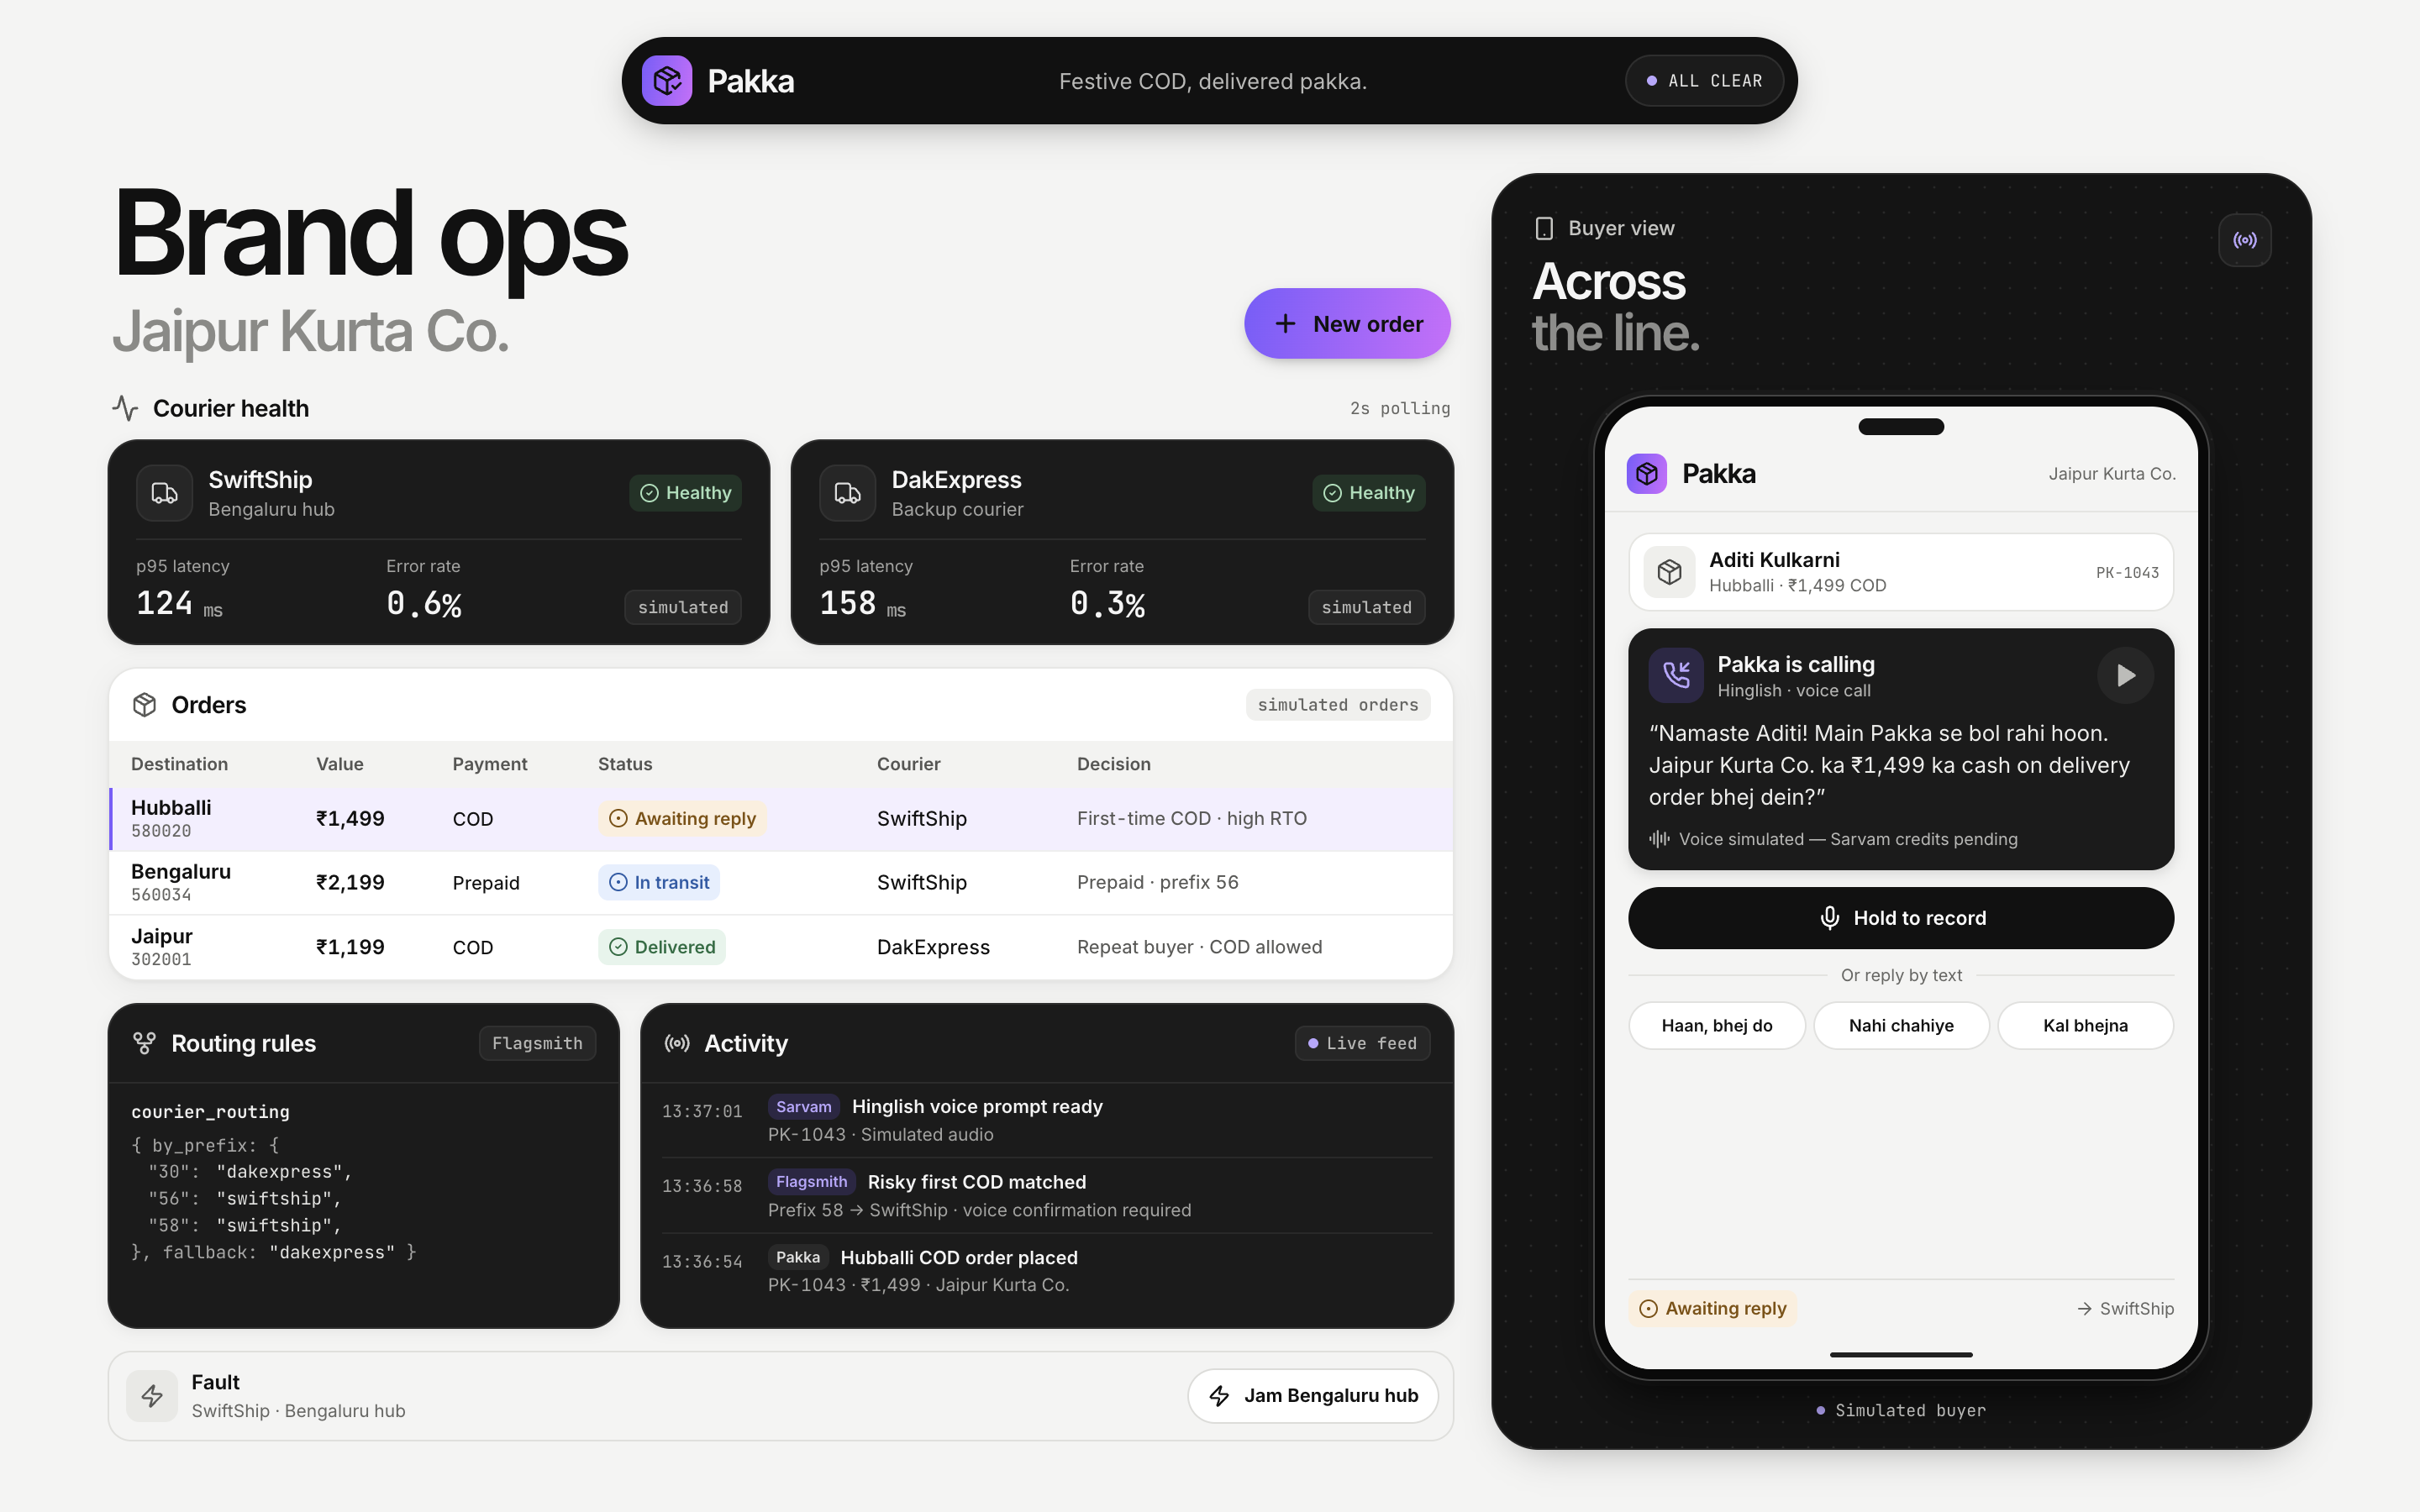 Pakka
Festive COD, delivered pakka.
ALL CLEAR
Brand ops
Jaipur Kurta Co.
New order
Courier health
2s polling
SwiftShip
Bengaluru hub
Healthy
p95 latency
Error rate
124 ms
0.6%
simulated
DakExpress
Backup courier
Healthy
p95 latency
Error rate
158 ms
0.3%
simulated
Orders
simulated orders
Destination Value Payment Status Courier Decision
Hubballi
580020
₹1,499 COD Awaiting reply SwiftShip First-time COD · high RTO
Bengaluru
560034
₹2,199 Prepaid In transit SwiftShip Prepaid · prefix 56
Jaipur
302001
₹1,199 COD Delivered DakExpress Repeat buyer · COD allowed
Routing rules
Flagsmith
courier_routing
{ by_prefix: {
"30": "dakexpress",
"56": "swiftship",
"58": "swiftship",
}, fallback: "dakexpress" }
Activity
Live feed
13:37:01 Sarvam Hinglish voice prompt ready
PK-1043 · Simulated audio
13:36:58 Flagsmith Risky first COD matched
Prefix 58 → SwiftShip · voice confirmation required
13:36:54 Pakka Hubballi COD order placed
PK-1043 · ₹1,499 · Jaipur Kurta Co.
Fault
SwiftShip · Bengaluru hub
Jam Bengaluru hub
Buyer view
Across
the line.
Pakka
Jaipur Kurta Co.
Aditi Kulkarni
Hubballi · ₹1,499 COD
PK-1043
Pakka is calling
Hinglish · voice call
“Namaste Aditi! Main Pakka se bol rahi hoon.
Jaipur Kurta Co. ka ₹1,499 ka cash on delivery
order bhej dein?”
Voice simulated — Sarvam credits pending
Hold to record
Or reply by text
Haan, bhej do
Nahi chahiye
Kal bhejna
Awaiting reply
→ SwiftShip
Simulated buyer